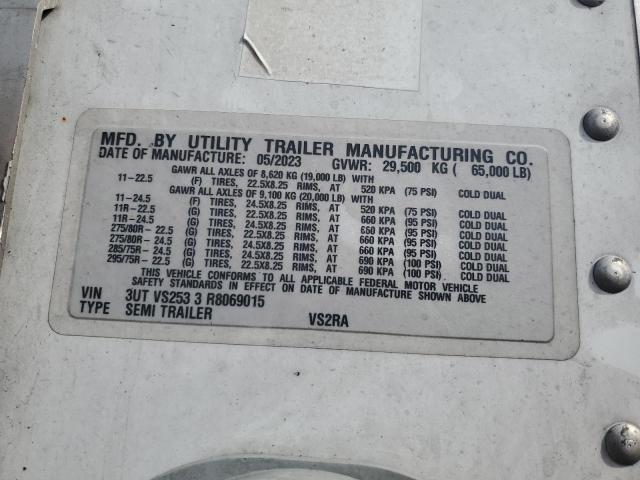 MFD. BY UTILITY TRAILER MANUFACTURING CO.
DATE OF MANUFACTURE: 05/2023 GVWR: 29,500 KG ( 65,000 LB)
GAWR ALL AXLES OF 8,620 KG (19,000 LB) WITH
11-22.5 (F) TIRES, 22.5X8.25 RIMS, AT 520 KPA (75 PSI) COLD DUAL
GAWR ALL AXLES OF 9,100 KG (20,000 LB) WITH
11-24.5 (F) TIRES, 24.5X8.25 RIMS, AT 520 KPA (75 PSI) COLD DUAL
11R-22.5 (G) TIRES, 22.5X8.25 RIMS, AT 660 KPA (95 PSI) COLD DUAL
11R-24.5 (G) TIRES, 24.5X8.25 RIMS, AT 650 KPA (95 PSI) COLD DUAL
275/80R-22.5 (G) TIRES, 22.5X8.25 RIMS, AT 660 KPA (95 PSI) COLD DUAL
275/80R-24.5 (G) TIRES, 24.5X8.25 RIMS, AT 660 KPA (95 PSI) COLD DUAL
285/75R-24.5 (G) TIRES, 24.5X8.25 RIMS, AT 690 KPA (100 PSI) COLD DUAL
295/75R-22.5 (G) TIRES, 22.5X8.25 RIMS, AT 690 KPA (100 PSI) COLD DUAL
THIS VEHICLE CONFORMS TO ALL APPLICABLE FEDERAL MOTOR VEHICLE
SAFETY STANDARDS IN EFFECT ON DATE OF MANUFACTURE SHOWN ABOVE
VIN 3UT VS253 3 R8069015
TYPE SEMI TRAILER VS2RA